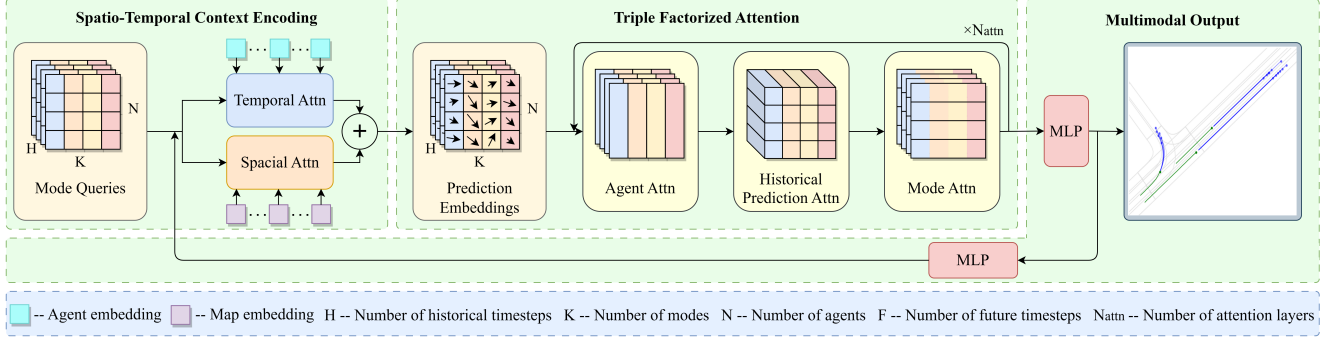 Spatio-Temporal Context Encoding
Triple Factorized Attention
Multimodal Output
×Nattn
H
K
N
Mode Queries
Temporal Attn
Spacial Attn
+
H
K
N
Prediction
Embeddings
Agent Attn
Historical
Prediction Attn
Mode Attn
MLP
MLP
-- Agent embedding
-- Map embedding
H -- Number of historical timesteps
K -- Number of modes
N -- Number of agents
F -- Number of future timesteps
Nattn -- Number of attention layers